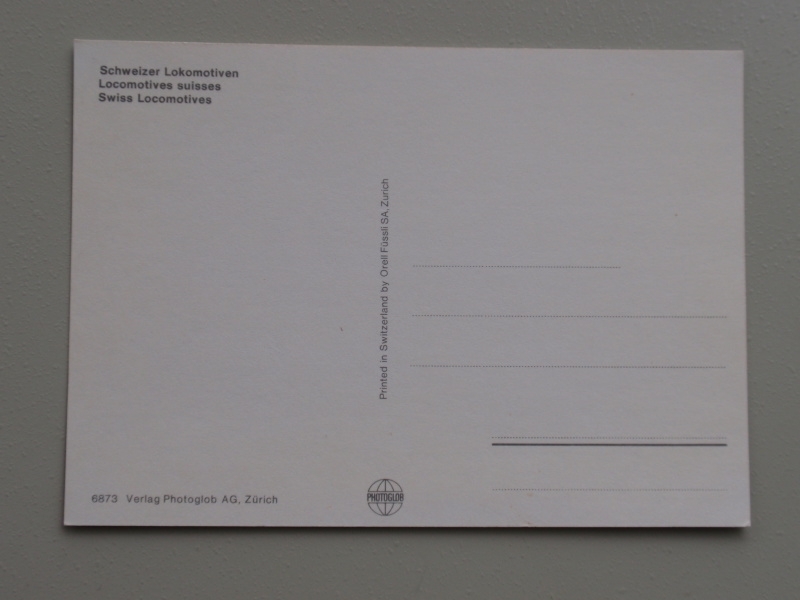 Schweizer Lokomotiven
Locomotives suisses
Swiss Locomotives
Printed in Switzerland by Orell Füssli SA, Zürich
6873 Verlag Photoglob AG, Zürich
PHOTOGLOB